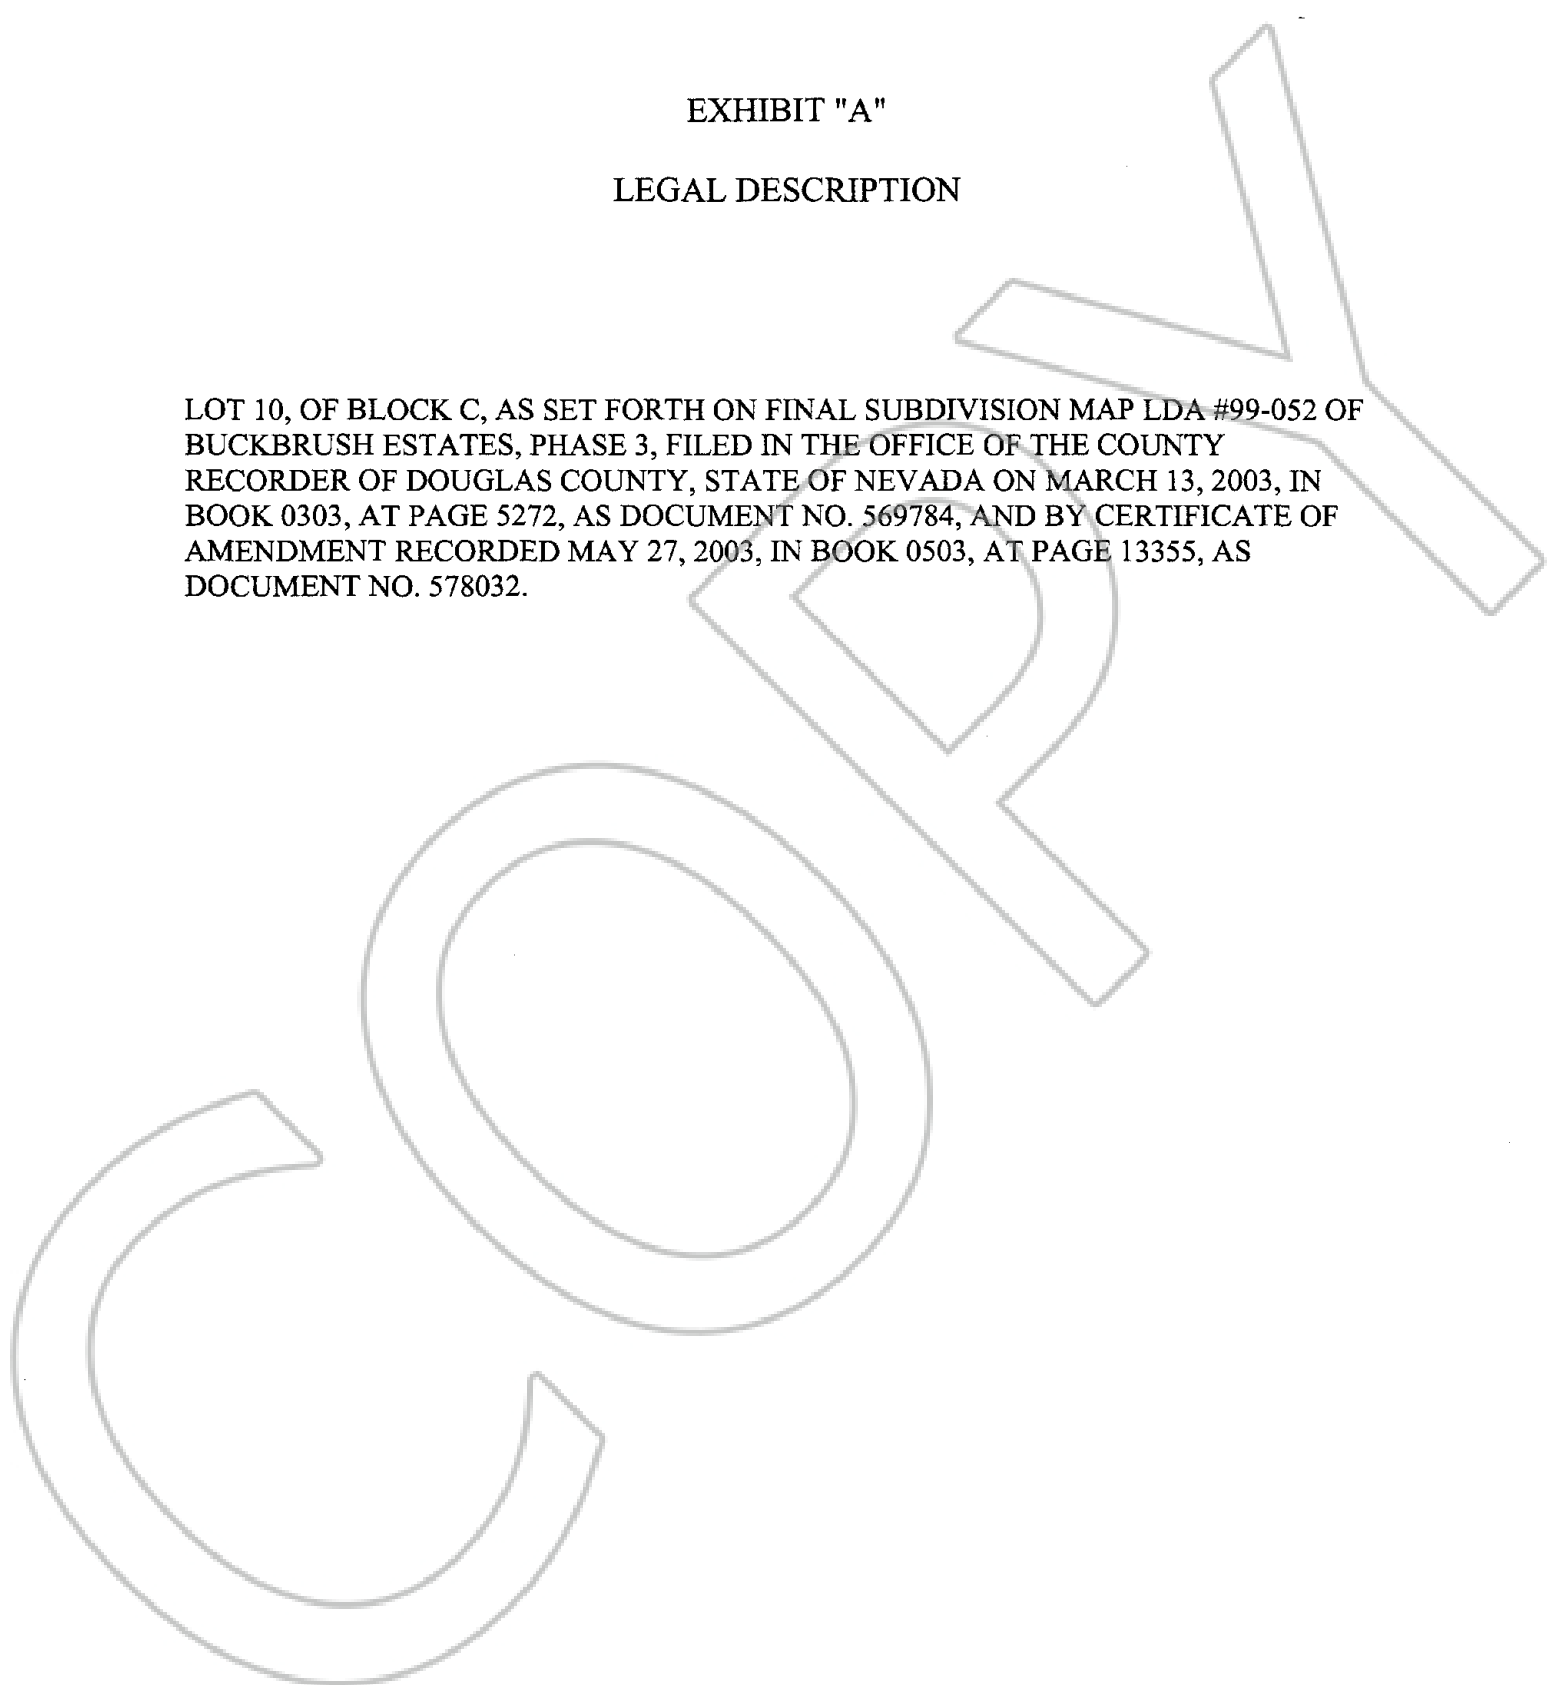 EXHIBIT "A"
LEGAL DESCRIPTION
LOT 10, OF BLOCK C, AS SET FORTH ON FINAL SUBDIVISION MAP LDA #99-052 OF
BUCKBRUSH ESTATES, PHASE 3, FILED IN THE OFFICE OF THE COUNTY
RECORDER OF DOUGLAS COUNTY, STATE OF NEVADA ON MARCH 13, 2003, IN
BOOK 0303, AT PAGE 5272, AS DOCUMENT NO. 569784, AND BY CERTIFICATE OF
AMENDMENT RECORDED MAY 27, 2003, IN BOOK 0503, AT PAGE 13355, AS
DOCUMENT NO. 578032.
COPY